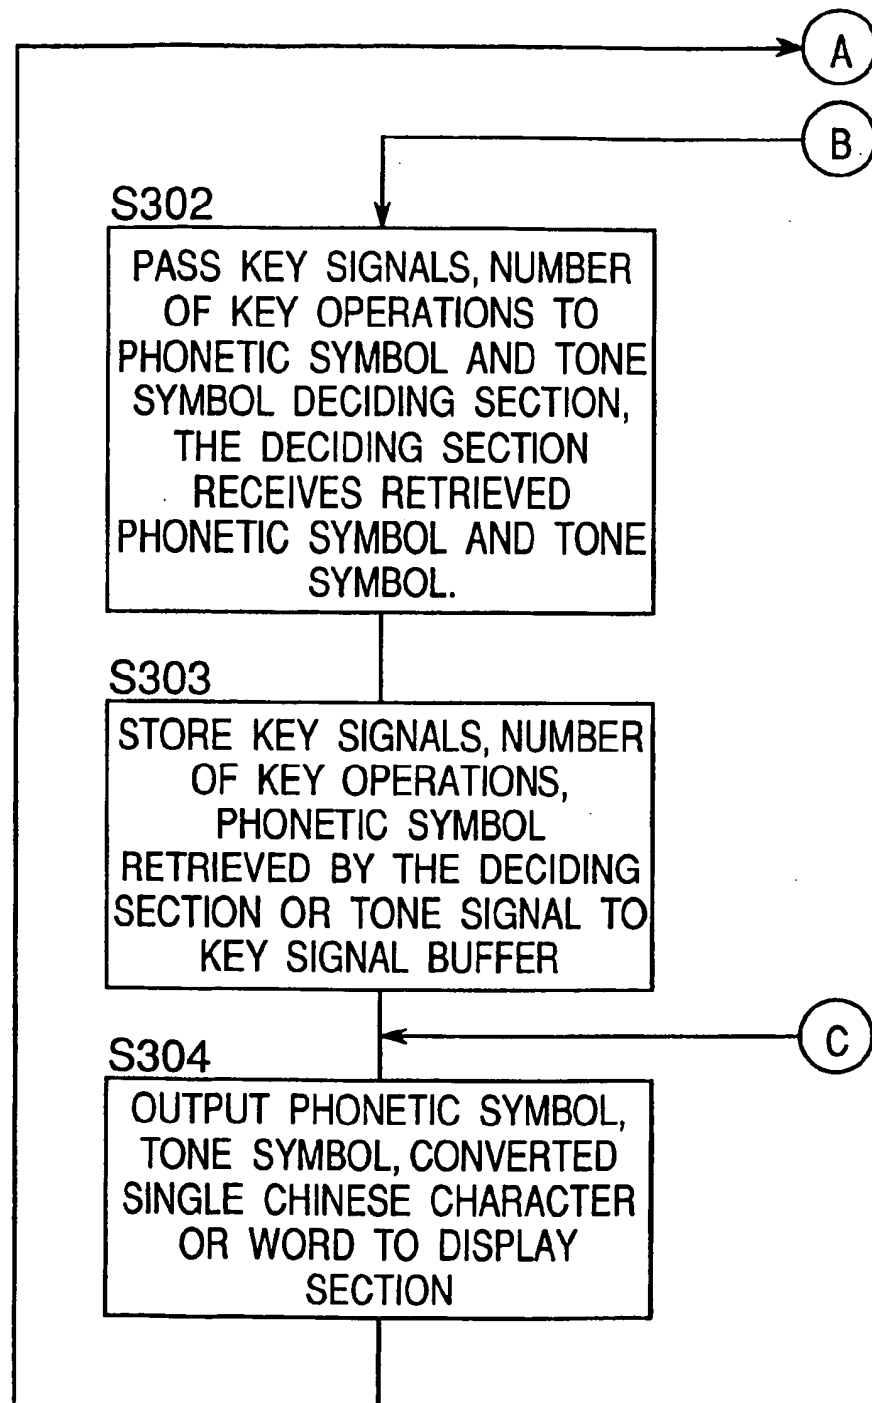 A
B
S302
PASS KEY SIGNALS, NUMBER
OF KEY OPERATIONS TO
PHONETIC SYMBOL AND TONE
SYMBOL DECIDING SECTION,
THE DECIDING SECTION
RECEIVES RETRIEVED
PHONETIC SYMBOL AND TONE
SYMBOL.
S303
STORE KEY SIGNALS, NUMBER
OF KEY OPERATIONS,
PHONETIC SYMBOL
RETRIEVED BY THE DECIDING
SECTION OR TONE SIGNAL TO
KEY SIGNAL BUFFER
C
S304
OUTPUT PHONETIC SYMBOL,
TONE SYMBOL, CONVERTED
SINGLE CHINESE CHARACTER
OR WORD TO DISPLAY
SECTION